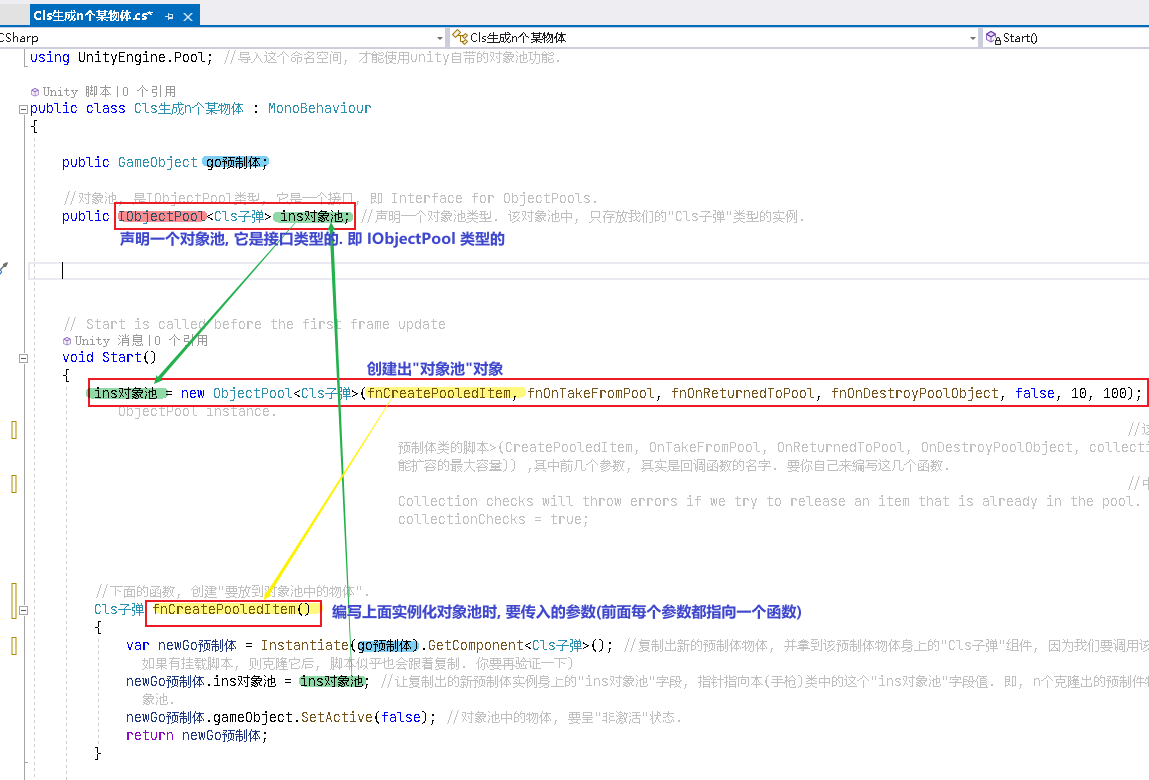 Cls生成n个某物体.cs*
CSharp
Cls生成n个某物体
Start()
using UnityEngine.Pool; //导入这个命名空间, 才能使用unity自带的对象池功能.
Unity 脚本|0 个引用
public class Cls生成n个某物体 : MonoBehaviour
{
public GameObject go预制体;
//对象池, 是IObjectPool类型, 它是一个接口, 即 Interface for ObjectPools.
public IObjectPool<Cls子弹> ins对象池; //声明一个对象池类型. 该对象池中, 只存放我们的"Cls子弹"类型的实例.
声明一个对象池, 它是接口类型的. 即 IObjectPool 类型的
// Start is called before the first frame update
Unity 消息|0 个引用
void Start()
{
创建出"对象池"对象
ins对象池 = new ObjectPool<Cls子弹>(fnCreatePooledItem, fnOnTakeFromPool, fnOnReturnedToPool, fnOnDestroyPoolObject, false, 10, 100);
ObjectPool instance.
//这
预制体类的脚本>(CreatePooledItem, OnTakeFromPool, OnReturnedToPool, OnDestroyPoolObject, collecti
能扩容的最大容量)) ,其中前几个参数, 其实是回调函数的名字. 要你自己来编写这几个函数.
//中
Collection checks will throw errors if we try to release an item that is already in the pool.
collectionChecks = true;
//下面的函数, 创建"要放到对象池中的物体".
Cls子弹 fnCreatePooledItem()
编写上面实例化对象池时, 要传入的参数(前面每个参数都指向一个函数)
{
var newGo预制体 = Instantiate(go预制体).GetComponent<Cls子弹>(); //复制出新的预制体物体, 并拿到该预制体物体身上的"Cls子弹"组件, 因为我们要调用该
如果有挂载脚本, 则克隆它后, 脚本似乎也会跟着复制. 你要再验证一下)
newGo预制体.ins对象池 = ins对象池; //让复制出的新预制体实例身上的"ins对象池"字段, 指针指向本(手枪)类中的这个"ins对象池"字段值. 即, n个克隆出的预制件物
象池.
newGo预制体.gameObject.SetActive(false); //对象池中的物体, 要呈"非激活"状态.
return newGo预制体;
}